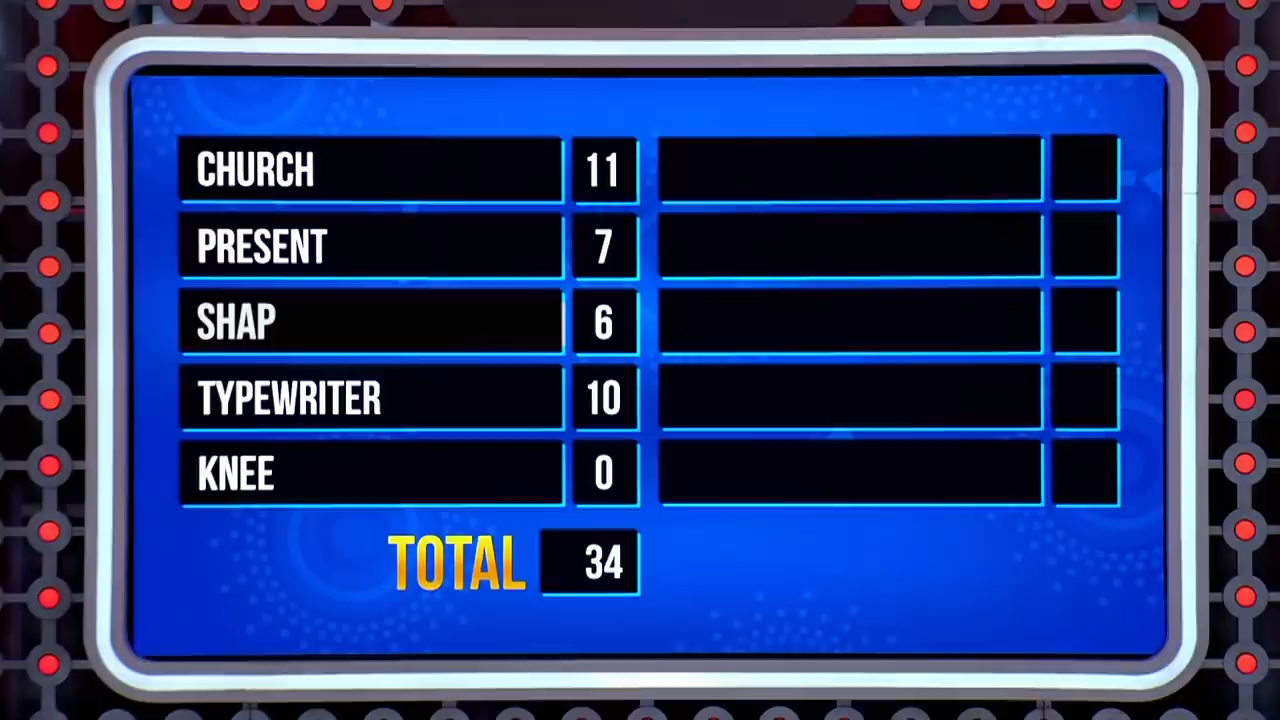 CHURCH 11
PRESENT 7
SHAP 6
TYPEWRITER 10
KNEE 0
TOTAL 34